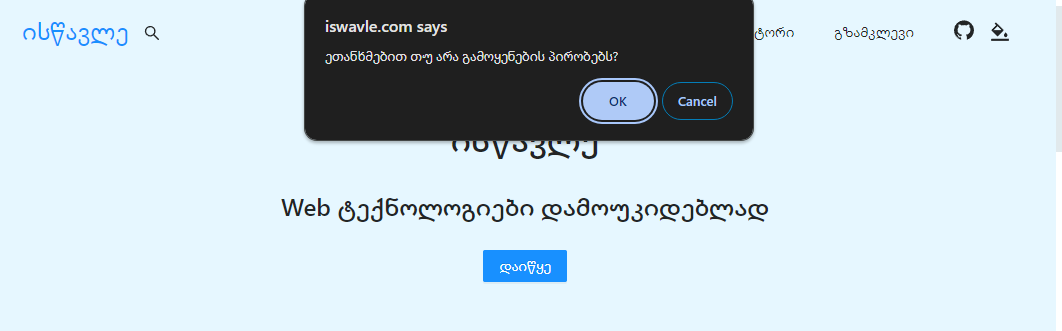 ისწავლე
iswavle.com says
ეთანხმებით თუ არა გამოყენების პირობებს?
OK
Cancel
ტორი
გზამკლევი
ისწავლე
Web ტექნოლოგიები დამოუკიდებლად
დაიწყე